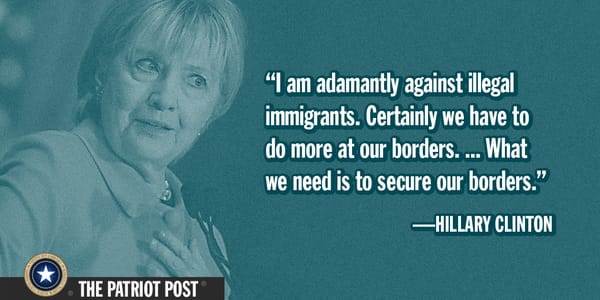 “I am adamantly against illegal
immigrants. Certainly we have to
do more at our borders. ... What
we need is to secure our borders.”
—HILLARY CLINTON
THE PATRIOT POST